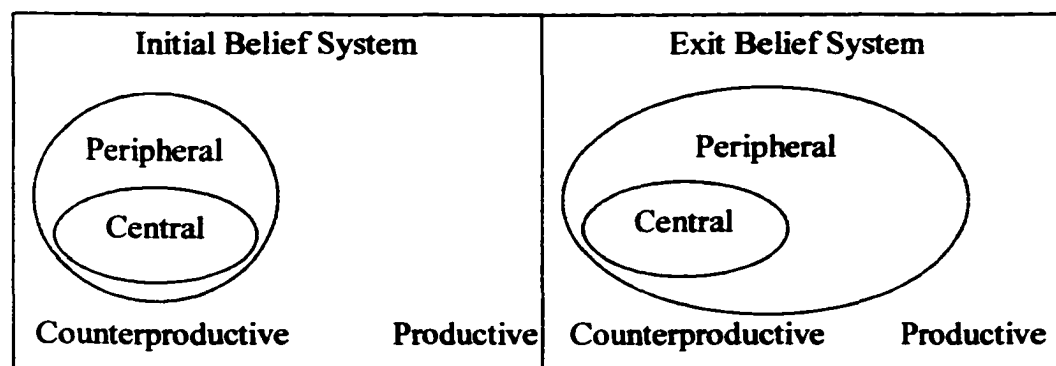 Initial Belief System
Peripheral
Central
Counterproductive Productive
Exit Belief System
Peripheral
Central
Counterproductive Productive